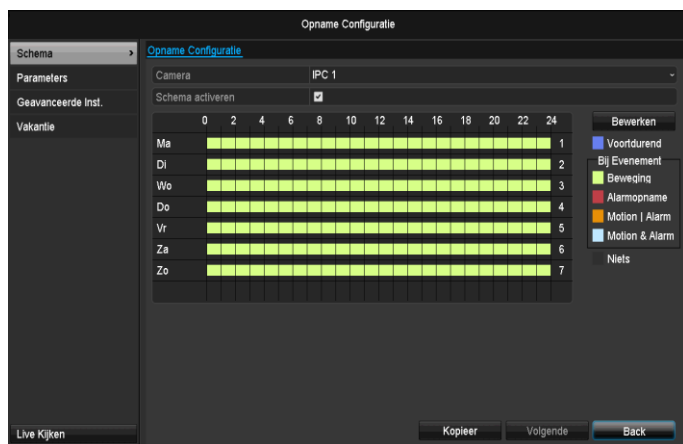 Opname Configuratie
Schema >
Parameters
Geavanceerde Inst.
Vakantie
Live Kijken
Opname Configuratie
Camera IPC 1
Schema activeren
0 2 4 6 8 10 12 14 16 18 20 22 24
Ma 1
Di 2
Wo 3
Do 4
Vr 5
Za 6
Zo 7
Bewerken
Voortdurend
Bij Evenement
Beweging
Alarmopname
Motion | Alarm
Motion & Alarm
Niets
Kopieer Volgende Back